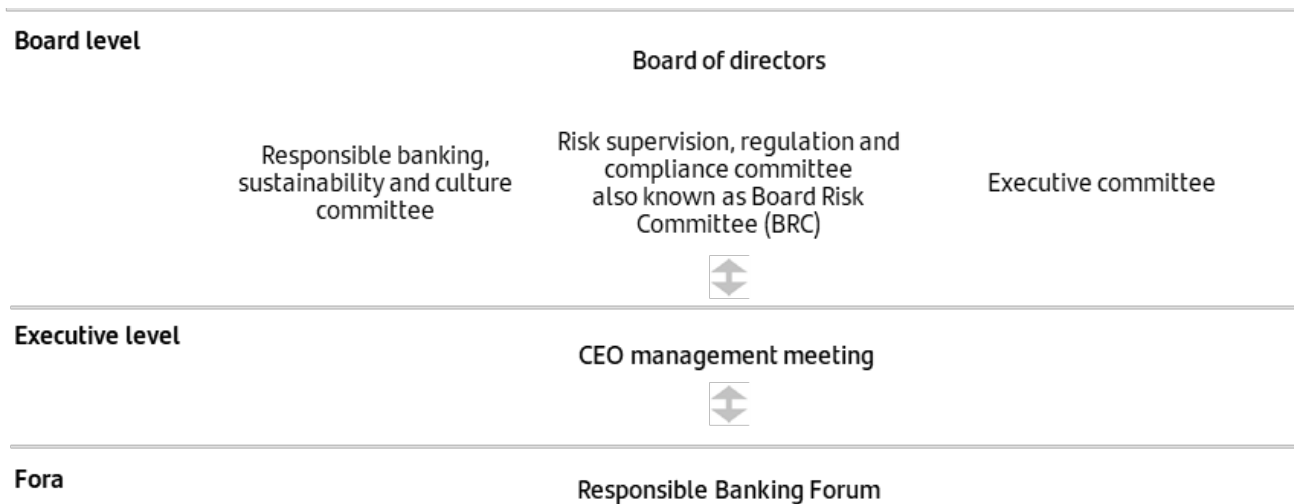 Board level
Board of directors
Responsible banking,
sustainability and culture
committee
Risk supervision, regulation and
compliance committee
also known as Board Risk
Committee (BRC)
Executive committee
Executive level
CEO management meeting
Fora
Responsible Banking Forum